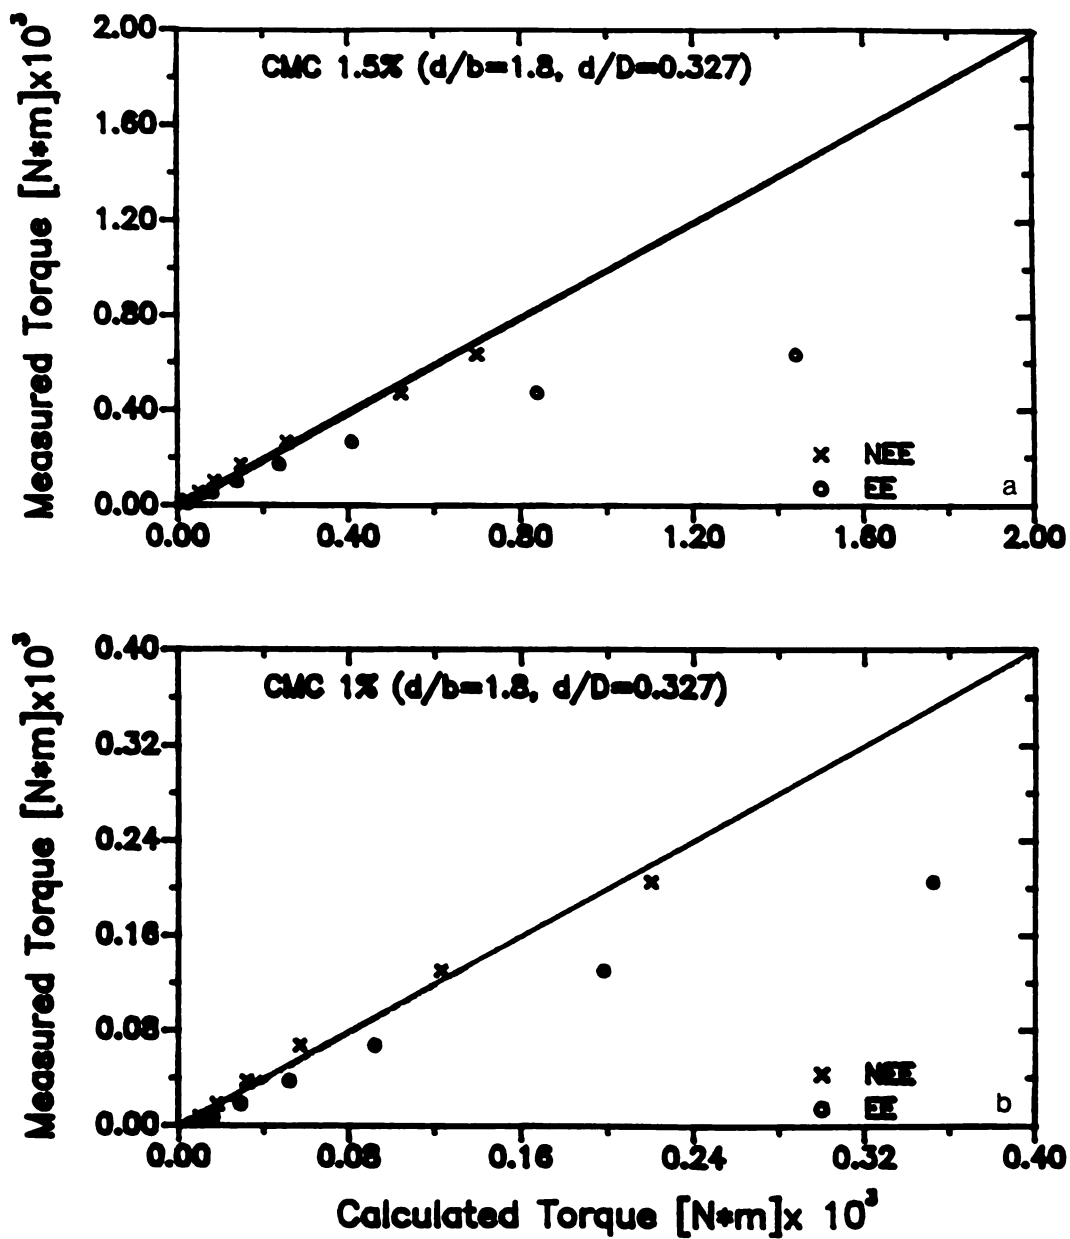 Measured Torque [N*m]x10³
2.00
1.60
1.20
0.80
0.40
0.00
CMC 1.5% (d/b=1.8, d/D=0.327)
× NEE
o EE
a
0.00 0.40 0.80 1.20 1.60 2.00
Measured Torque [N*m]x10³
0.40
0.32
0.24
0.16
0.08
0.00
CMC 1% (d/b=1.8, d/D=0.327)
× NEE
o EE
b
0.00 0.08 0.16 0.24 0.32 0.40
Calculated Torque [N*m]x 10³